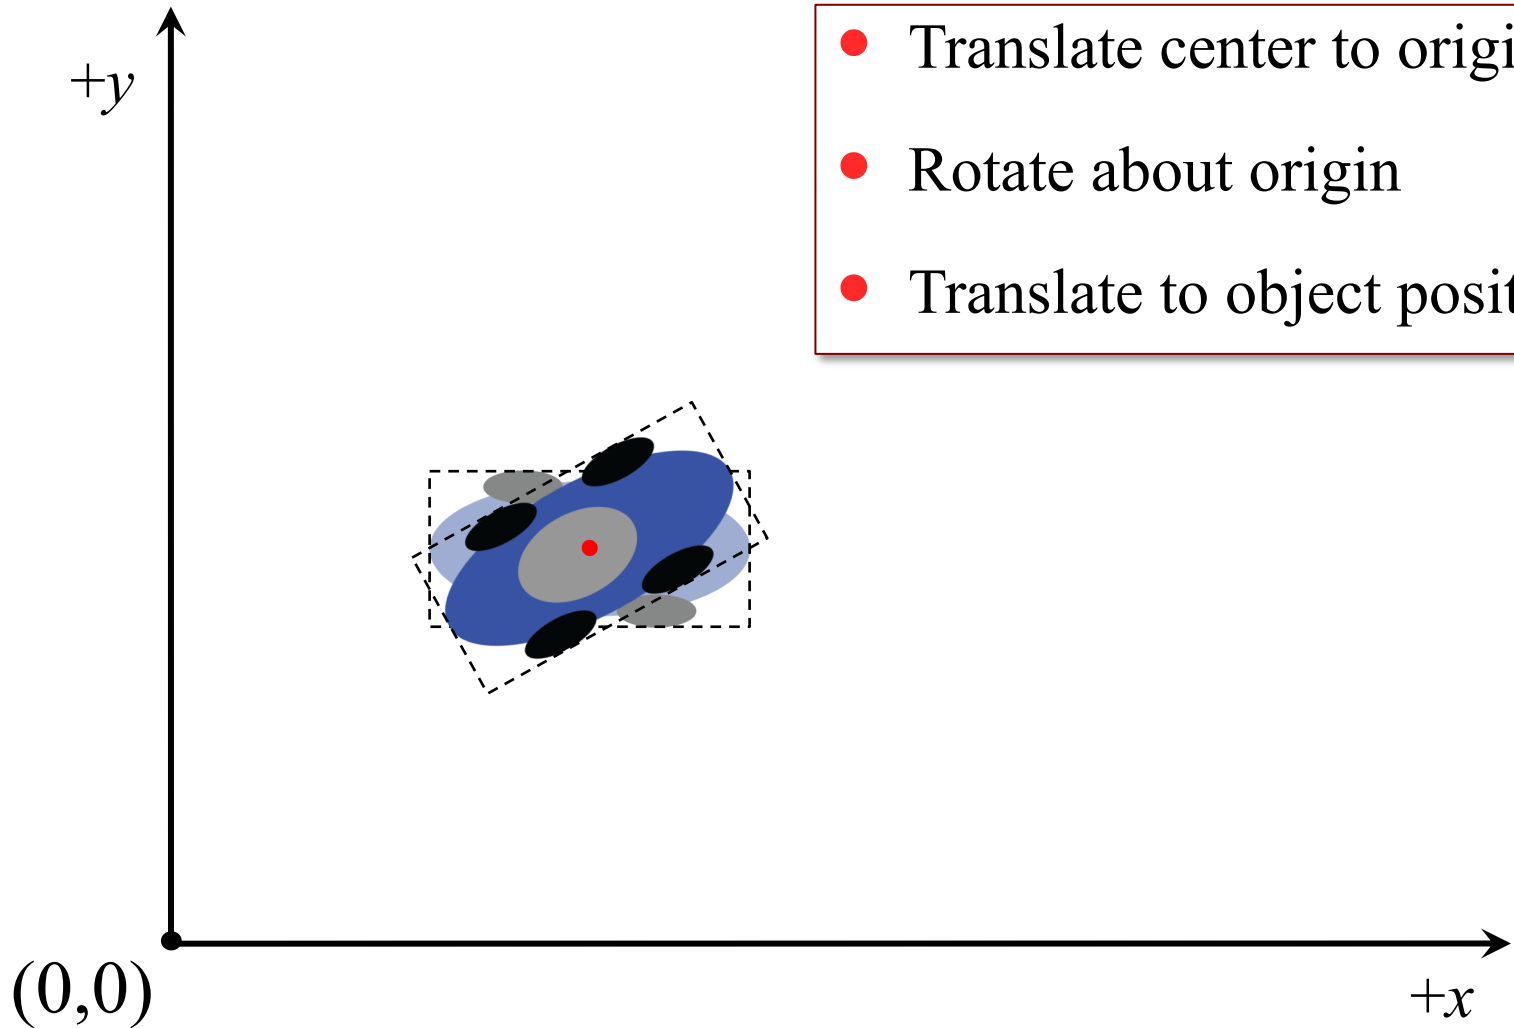 Translate center to origi
+y
Rotate about origin
Translate to object posit
(0,0)
+x